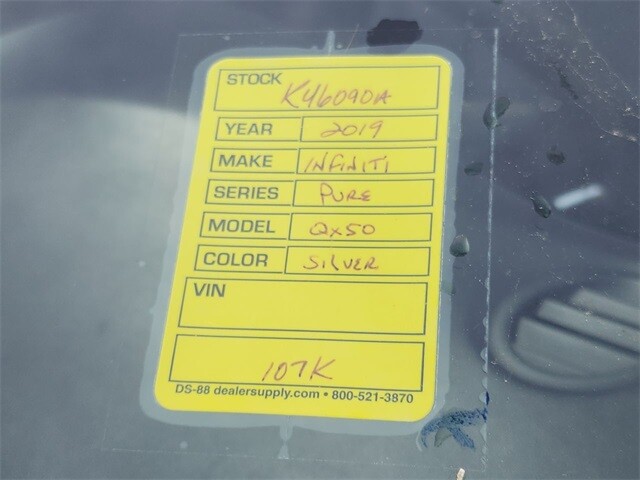 STOCK K46090A
YEAR 2019
MAKE INFINITI
SERIES PURE
MODEL QX50
COLOR SILVER
VIN
107K
DS-88 dealersupply.com • 800-521-3870